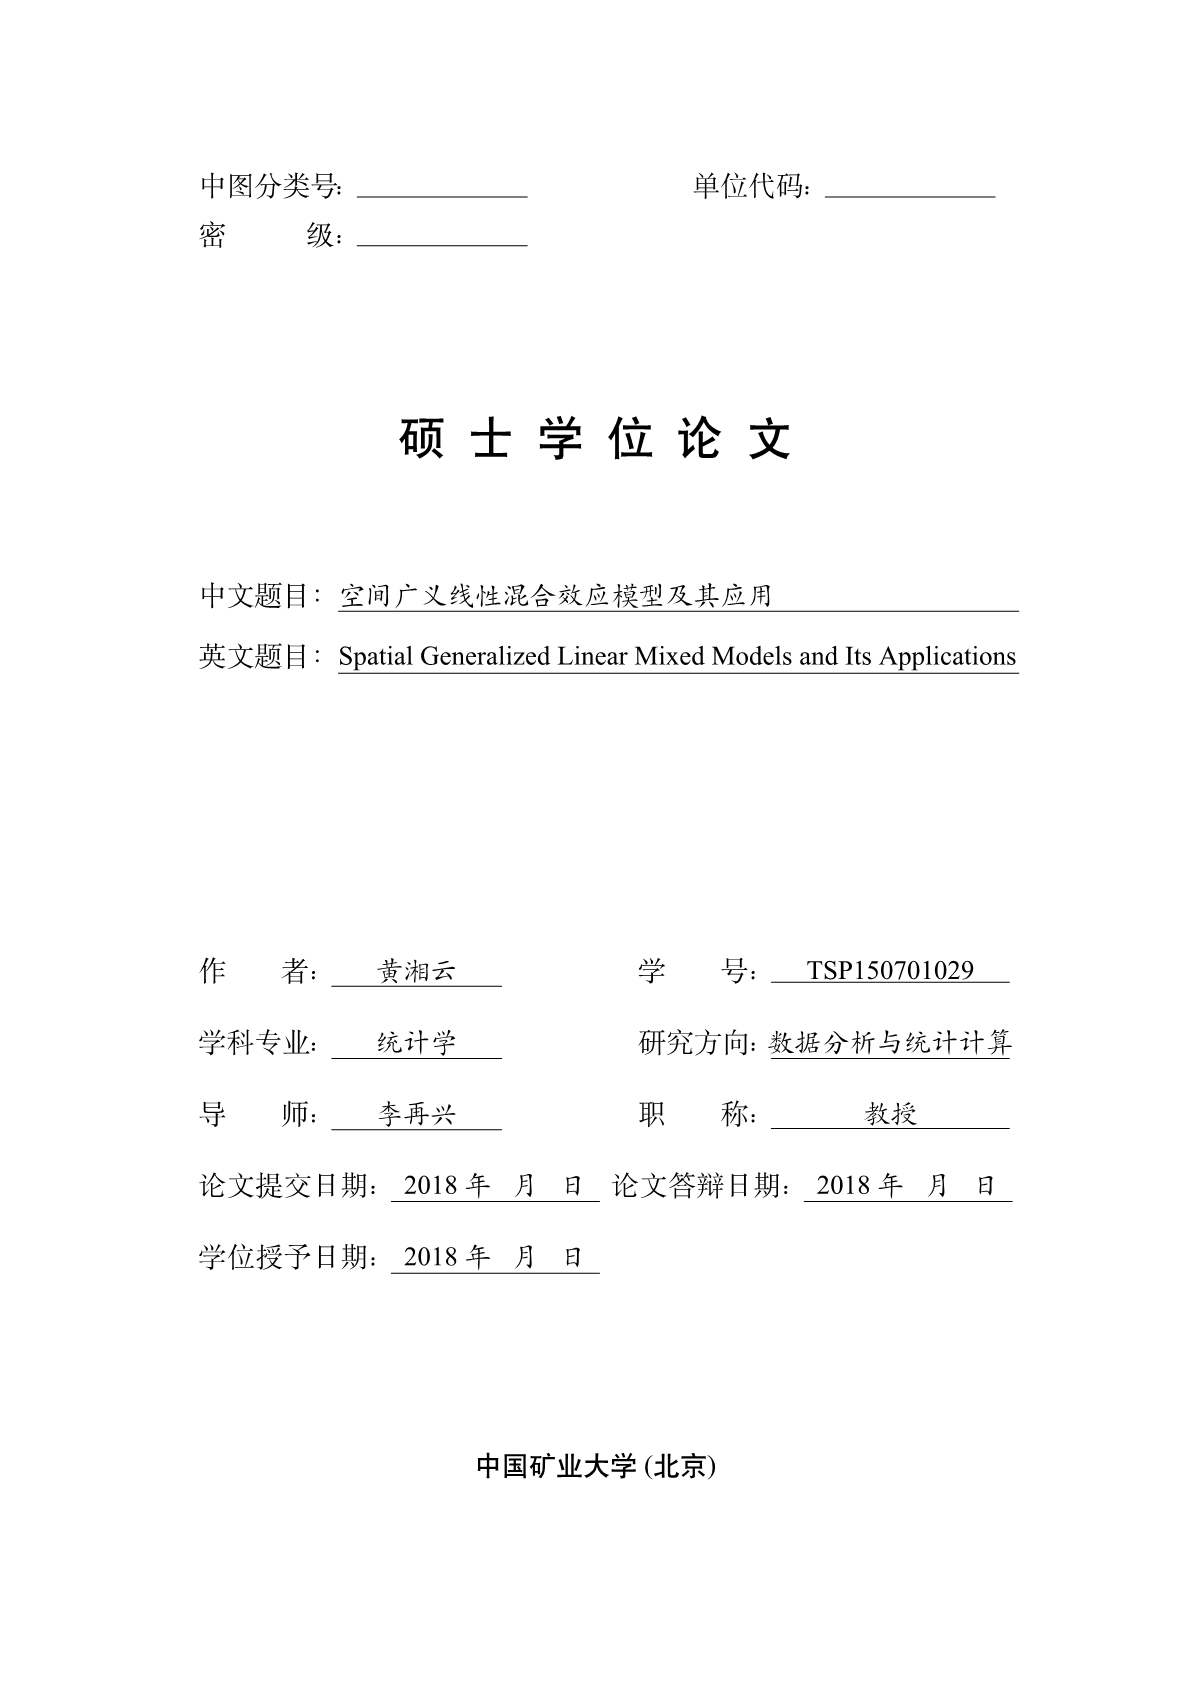 中图分类号: 单位代码:
密 级:
硕 士 学 位 论 文
中文题目: 空间广义线性混合效应模型及其应用
英文题目: Spatial Generalized Linear Mixed Models and Its Applications
作 者: 黄湘云 学 号: TSP150701029
学科专业: 统计学 研究方向: 数据分析与统计计算
导 师: 李再兴 职 称: 教授
论文提交日期: 2018 年 月 日 论文答辩日期: 2018 年 月 日
学位授予日期: 2018 年 月 日
中国矿业大学 (北京)